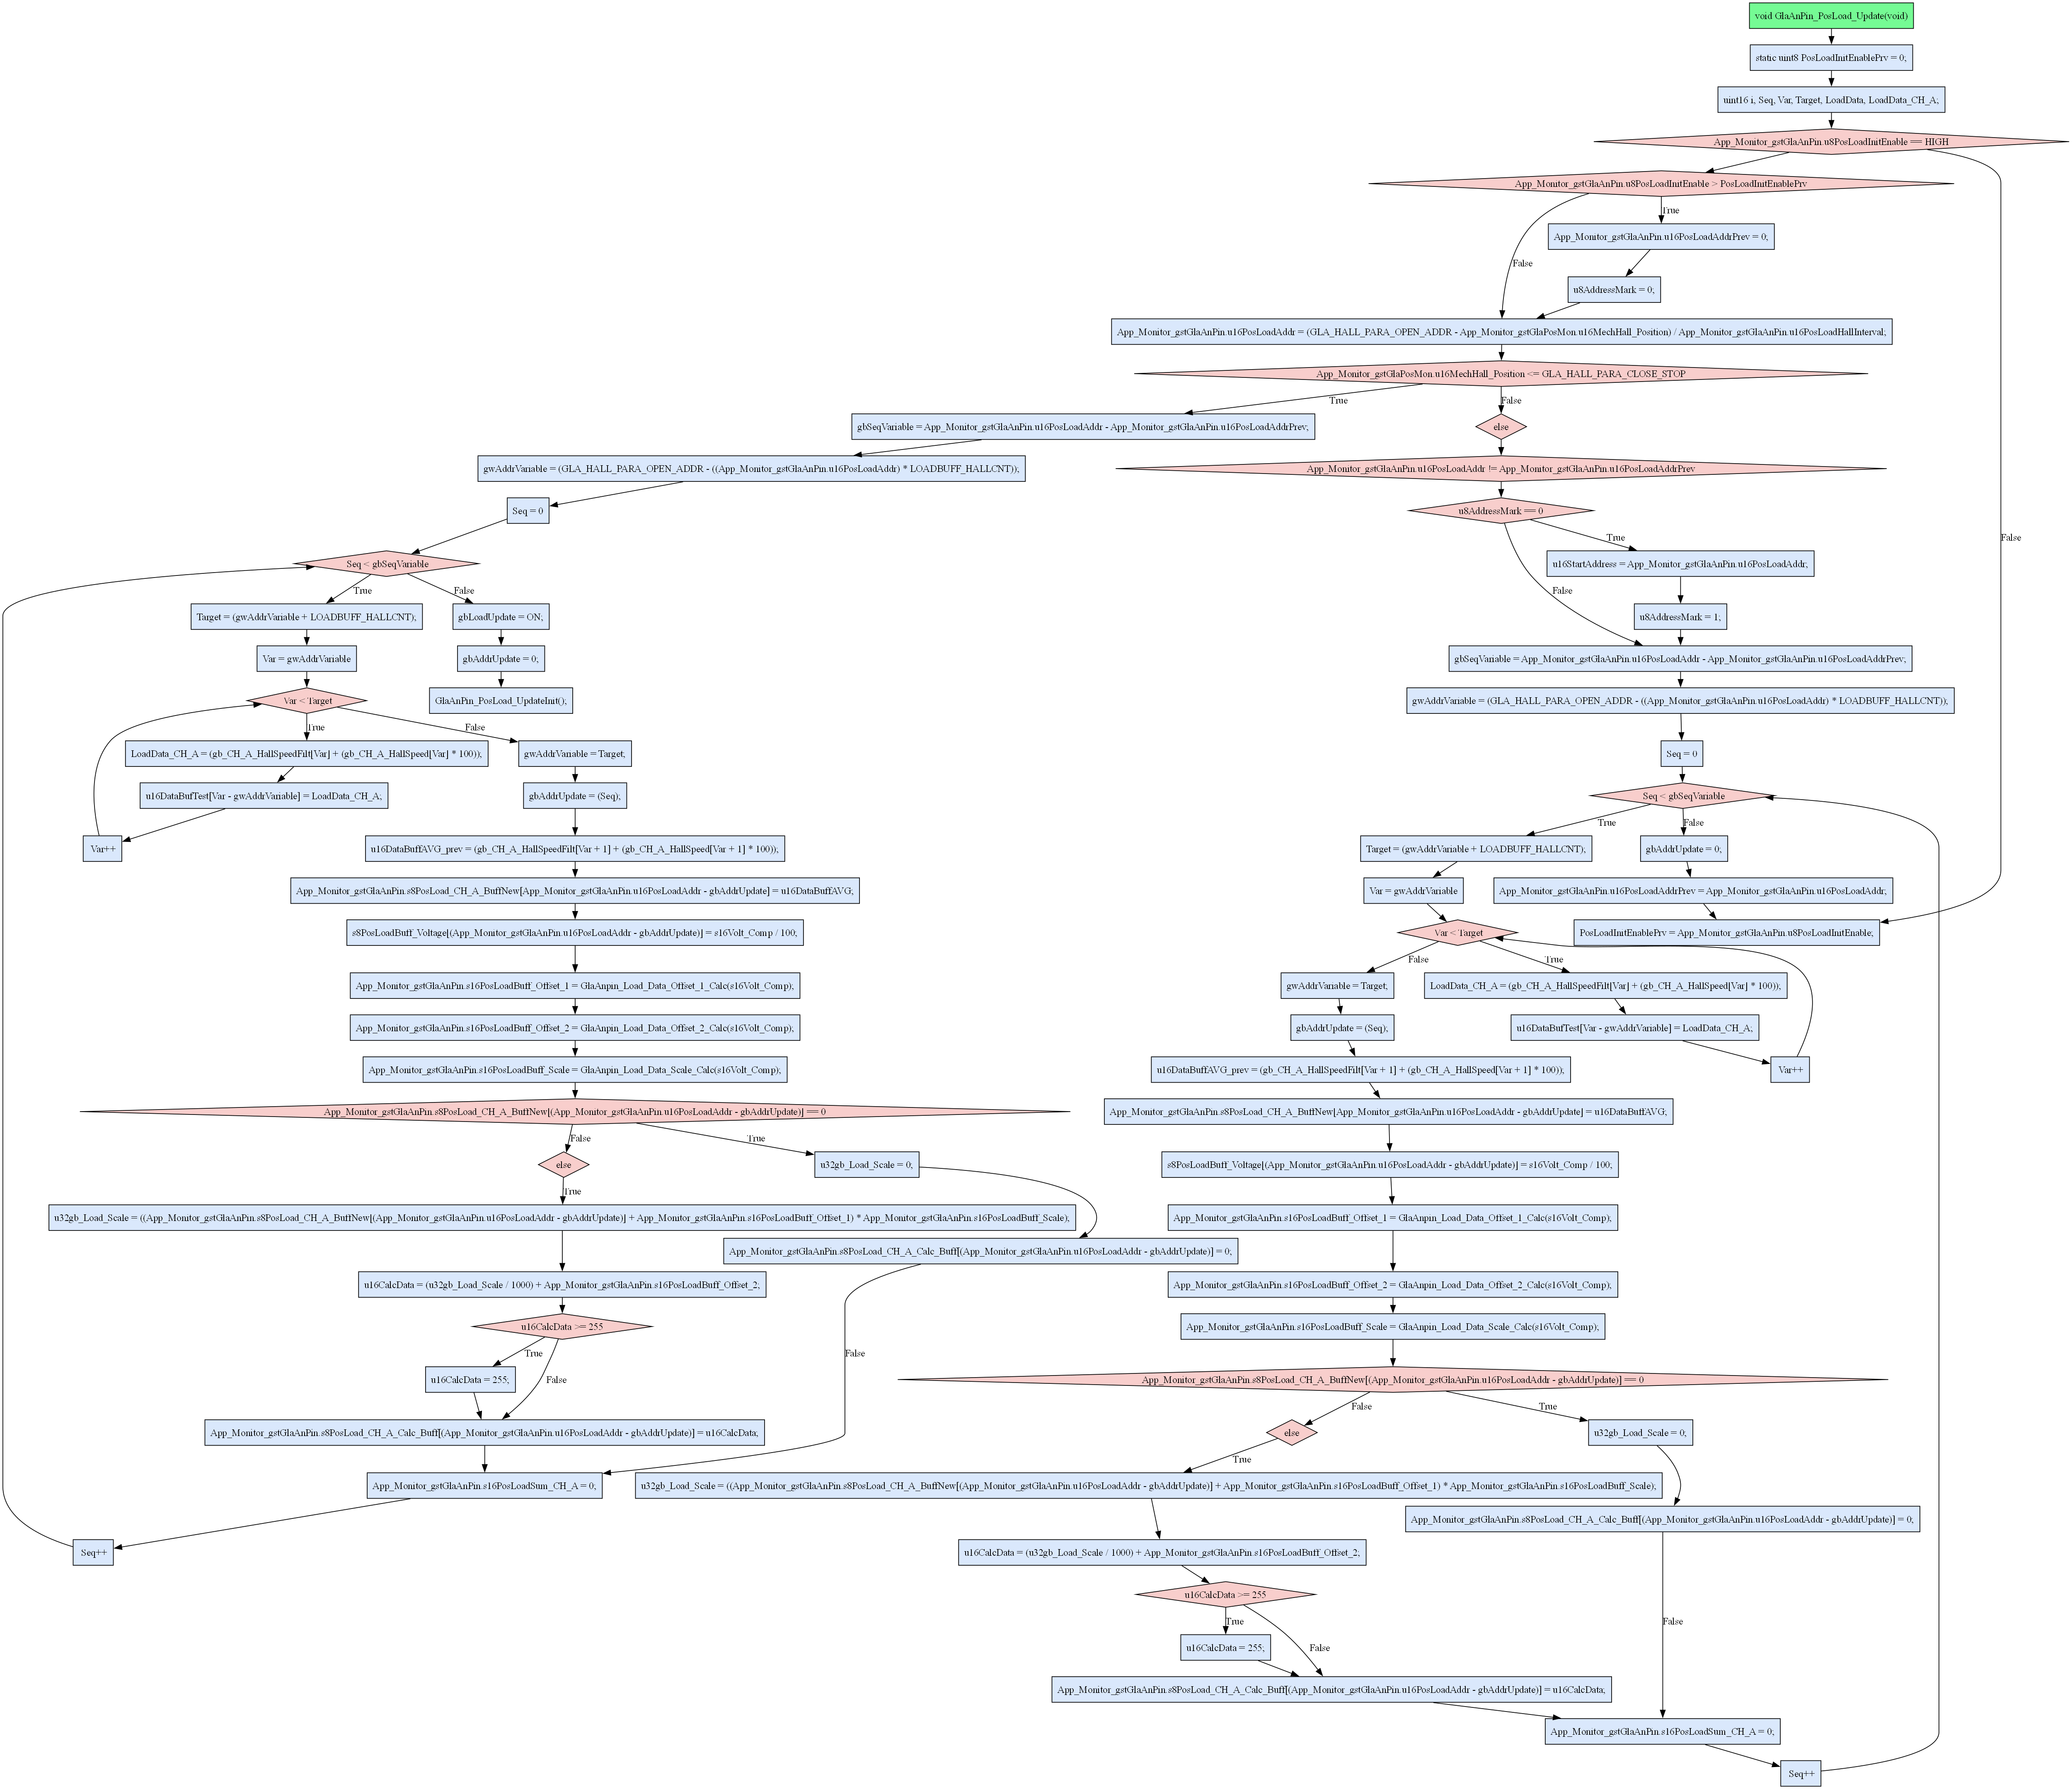 void GlaAnPin_PosLoad_Update(void)
static uint8 PosLoadInitEnablePrv = 0;
uint16 i, Seq, Var, Target, LoadData, LoadData_CH_A;
App_Monitor_gstGlaAnPin.u8PosLoadInitEnable == HIGH
App_Monitor_gstGlaAnPin.u8PosLoadInitEnable > PosLoadInitEnablePrv
True
App_Monitor_gstGlaAnPin.u16PosLoadAddrPrev = 0;
False
u8AddressMark = 0;
App_Monitor_gstGlaAnPin.u16PosLoadAddr = (GLA_HALL_PARA_OPEN_ADDR - App_Monitor_gstGlaPosMon.u16MechHall_Position) / App_Monitor_gstGlaAnPin.u16PosLoadHallInterval;
App_Monitor_gstGlaPosMon.u16MechHall_Position <= GLA_HALL_PARA_CLOSE_STOP
True
False
gbSeqVariable = App_Monitor_gstGlaAnPin.u16PosLoadAddr - App_Monitor_gstGlaAnPin.u16PosLoadAddrPrev;
else
gwAddrVariable = (GLA_HALL_PARA_OPEN_ADDR - ((App_Monitor_gstGlaAnPin.u16PosLoadAddr) * LOADBUFF_HALLCNT));
App_Monitor_gstGlaAnPin.u16PosLoadAddr != App_Monitor_gstGlaAnPin.u16PosLoadAddrPrev
Seq = 0
u8AddressMark == 0
True
False
Seq < gbSeqVariable
u16StartAddress = App_Monitor_gstGlaAnPin.u16PosLoadAddr;
True
False
False
Target = (gwAddrVariable + LOADBUFF_HALLCNT);
gbLoadUpdate = ON;
u8AddressMark = 1;
Var = gwAddrVariable
gbAddrUpdate = 0;
gbSeqVariable = App_Monitor_gstGlaAnPin.u16PosLoadAddr - App_Monitor_gstGlaAnPin.u16PosLoadAddrPrev;
Var < Target
GlaAnPin_PosLoad_UpdateInit();
gwAddrVariable = (GLA_HALL_PARA_OPEN_ADDR - ((App_Monitor_gstGlaAnPin.u16PosLoadAddr) * LOADBUFF_HALLCNT));
True
False
LoadData_CH_A = (gb_CH_A_HallSpeedFilt[Var] + (gb_CH_A_HallSpeed[Var] * 100));
gwAddrVariable = Target;
Seq = 0
u16DataBufTest[Var - gwAddrVariable] = LoadData_CH_A;
gbAddrUpdate = (Seq);
Seq < gbSeqVariable
True
False
Var++
u16DataBuffAVG_prev = (gb_CH_A_HallSpeedFilt[Var + 1] + (gb_CH_A_HallSpeed[Var + 1] * 100));
Target = (gwAddrVariable + LOADBUFF_HALLCNT);
gbAddrUpdate = 0;
App_Monitor_gstGlaAnPin.s8PosLoad_CH_A_BuffNew[App_Monitor_gstGlaAnPin.u16PosLoadAddr - gbAddrUpdate] = u16DataBuffAVG;
Var = gwAddrVariable
App_Monitor_gstGlaAnPin.u16PosLoadAddrPrev = App_Monitor_gstGlaAnPin.u16PosLoadAddr;
s8PosLoadBuff_Voltage[(App_Monitor_gstGlaAnPin.u16PosLoadAddr - gbAddrUpdate)] = s16Volt_Comp / 100;
Var < Target
PosLoadInitEnablePrv = App_Monitor_gstGlaAnPin.u8PosLoadInitEnable;
False
True
App_Monitor_gstGlaAnPin.s16PosLoadBuff_Offset_1 = GlaAnpin_Load_Data_Offset_1_Calc(s16Volt_Comp);
gwAddrVariable = Target;
LoadData_CH_A = (gb_CH_A_HallSpeedFilt[Var] + (gb_CH_A_HallSpeed[Var] * 100));
App_Monitor_gstGlaAnPin.s16PosLoadBuff_Offset_2 = GlaAnpin_Load_Data_Offset_2_Calc(s16Volt_Comp);
gbAddrUpdate = (Seq);
u16DataBufTest[Var - gwAddrVariable] = LoadData_CH_A;
App_Monitor_gstGlaAnPin.s16PosLoadBuff_Scale = GlaAnpin_Load_Data_Scale_Calc(s16Volt_Comp);
u16DataBuffAVG_prev = (gb_CH_A_HallSpeedFilt[Var + 1] + (gb_CH_A_HallSpeed[Var + 1] * 100));
Var++
App_Monitor_gstGlaAnPin.s8PosLoad_CH_A_BuffNew[(App_Monitor_gstGlaAnPin.u16PosLoadAddr - gbAddrUpdate)] == 0
App_Monitor_gstGlaAnPin.s8PosLoad_CH_A_BuffNew[App_Monitor_gstGlaAnPin.u16PosLoadAddr - gbAddrUpdate] = u16DataBuffAVG;
False
True
else
u32gb_Load_Scale = 0;
s8PosLoadBuff_Voltage[(App_Monitor_gstGlaAnPin.u16PosLoadAddr - gbAddrUpdate)] = s16Volt_Comp / 100;
True
u32gb_Load_Scale = ((App_Monitor_gstGlaAnPin.s8PosLoad_CH_A_BuffNew[(App_Monitor_gstGlaAnPin.u16PosLoadAddr - gbAddrUpdate)] + App_Monitor_gstGlaAnPin.s16PosLoadBuff_Offset_1) * App_Monitor_gstGlaAnPin.s16PosLoadBuff_Scale);
App_Monitor_gstGlaAnPin.s16PosLoadBuff_Offset_1 = GlaAnpin_Load_Data_Offset_1_Calc(s16Volt_Comp);
App_Monitor_gstGlaAnPin.s8PosLoad_CH_A_Calc_Buff[(App_Monitor_gstGlaAnPin.u16PosLoadAddr - gbAddrUpdate)] = 0;
u16CalcData = (u32gb_Load_Scale / 1000) + App_Monitor_gstGlaAnPin.s16PosLoadBuff_Offset_2;
App_Monitor_gstGlaAnPin.s16PosLoadBuff_Offset_2 = GlaAnpin_Load_Data_Offset_2_Calc(s16Volt_Comp);
u16CalcData >= 255
App_Monitor_gstGlaAnPin.s16PosLoadBuff_Scale = GlaAnpin_Load_Data_Scale_Calc(s16Volt_Comp);
True
False
False
u16CalcData = 255;
App_Monitor_gstGlaAnPin.s8PosLoad_CH_A_BuffNew[(App_Monitor_gstGlaAnPin.u16PosLoadAddr - gbAddrUpdate)] == 0
False
True
App_Monitor_gstGlaAnPin.s8PosLoad_CH_A_Calc_Buff[(App_Monitor_gstGlaAnPin.u16PosLoadAddr - gbAddrUpdate)] = u16CalcData;
else
u32gb_Load_Scale = 0;
True
App_Monitor_gstGlaAnPin.s16PosLoadSum_CH_A = 0;
u32gb_Load_Scale = ((App_Monitor_gstGlaAnPin.s8PosLoad_CH_A_BuffNew[(App_Monitor_gstGlaAnPin.u16PosLoadAddr - gbAddrUpdate)] + App_Monitor_gstGlaAnPin.s16PosLoadBuff_Offset_1) * App_Monitor_gstGlaAnPin.s16PosLoadBuff_Scale);
App_Monitor_gstGlaAnPin.s8PosLoad_CH_A_Calc_Buff[(App_Monitor_gstGlaAnPin.u16PosLoadAddr - gbAddrUpdate)] = 0;
Seq++
u16CalcData = (u32gb_Load_Scale / 1000) + App_Monitor_gstGlaAnPin.s16PosLoadBuff_Offset_2;
u16CalcData >= 255
True
False
False
u16CalcData = 255;
App_Monitor_gstGlaAnPin.s8PosLoad_CH_A_Calc_Buff[(App_Monitor_gstGlaAnPin.u16PosLoadAddr - gbAddrUpdate)] = u16CalcData;
App_Monitor_gstGlaAnPin.s16PosLoadSum_CH_A = 0;
Seq++